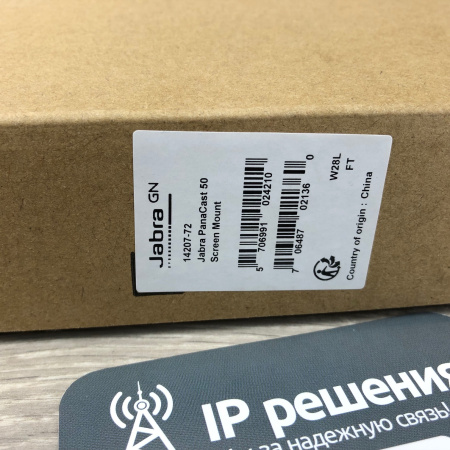 Jabra GN
14207-72
Jabra PanaCast 50
Screen Mount
5 706991 024210
7 06487 02136 0
W28L
FT
Country of origin : China
IP решения
за надежную связь!